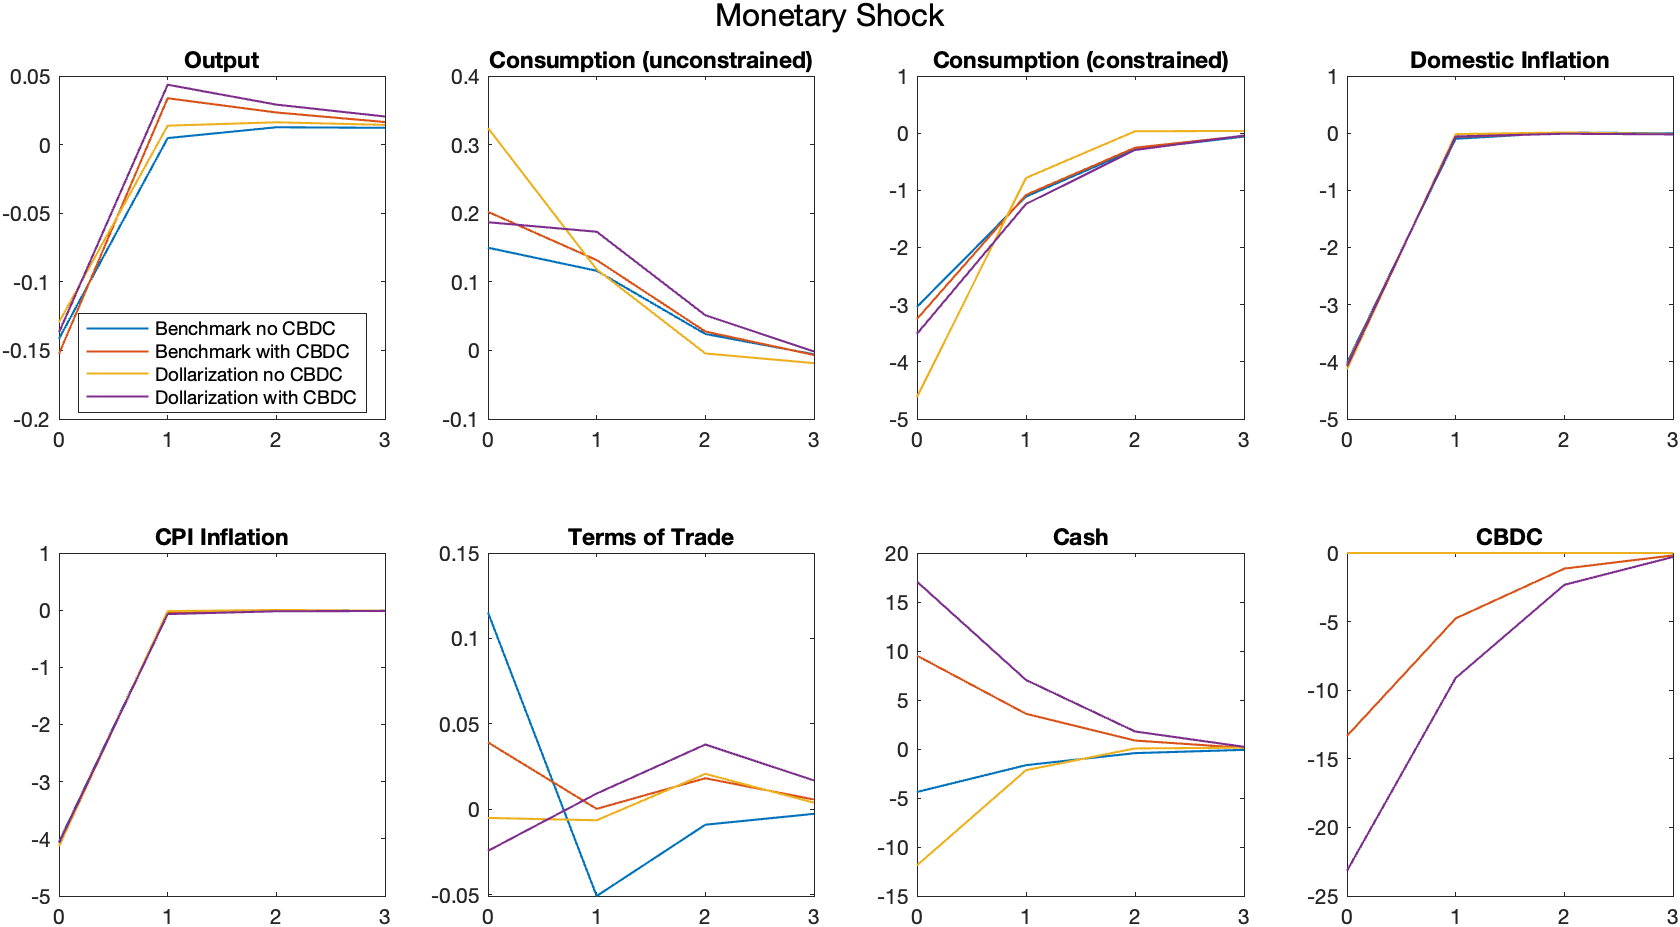 Monetary Shock
Output
0.05
0
-0.05
-0.1
-0.15
-0.2
0 1 2 3
Benchmark no CBDC
Benchmark with CBDC
Dollarization no CBDC
Dollarization with CBDC
Consumption (unconstrained)
0.4
0.3
0.2
0.1
0
-0.1
0 1 2 3
Consumption (constrained)
1
0
-1
-2
-3
-4
-5
0 1 2 3
Domestic Inflation
1
0
-1
-2
-3
-4
-5
0 1 2 3
CPI Inflation
1
0
-1
-2
-3
-4
-5
0 1 2 3
Terms of Trade
0.15
0.1
0.05
0
-0.05
0 1 2 3
Cash
20
15
10
5
0
-5
-10
-15
0 1 2 3
CBDC
0
-5
-10
-15
-20
-25
0 1 2 3